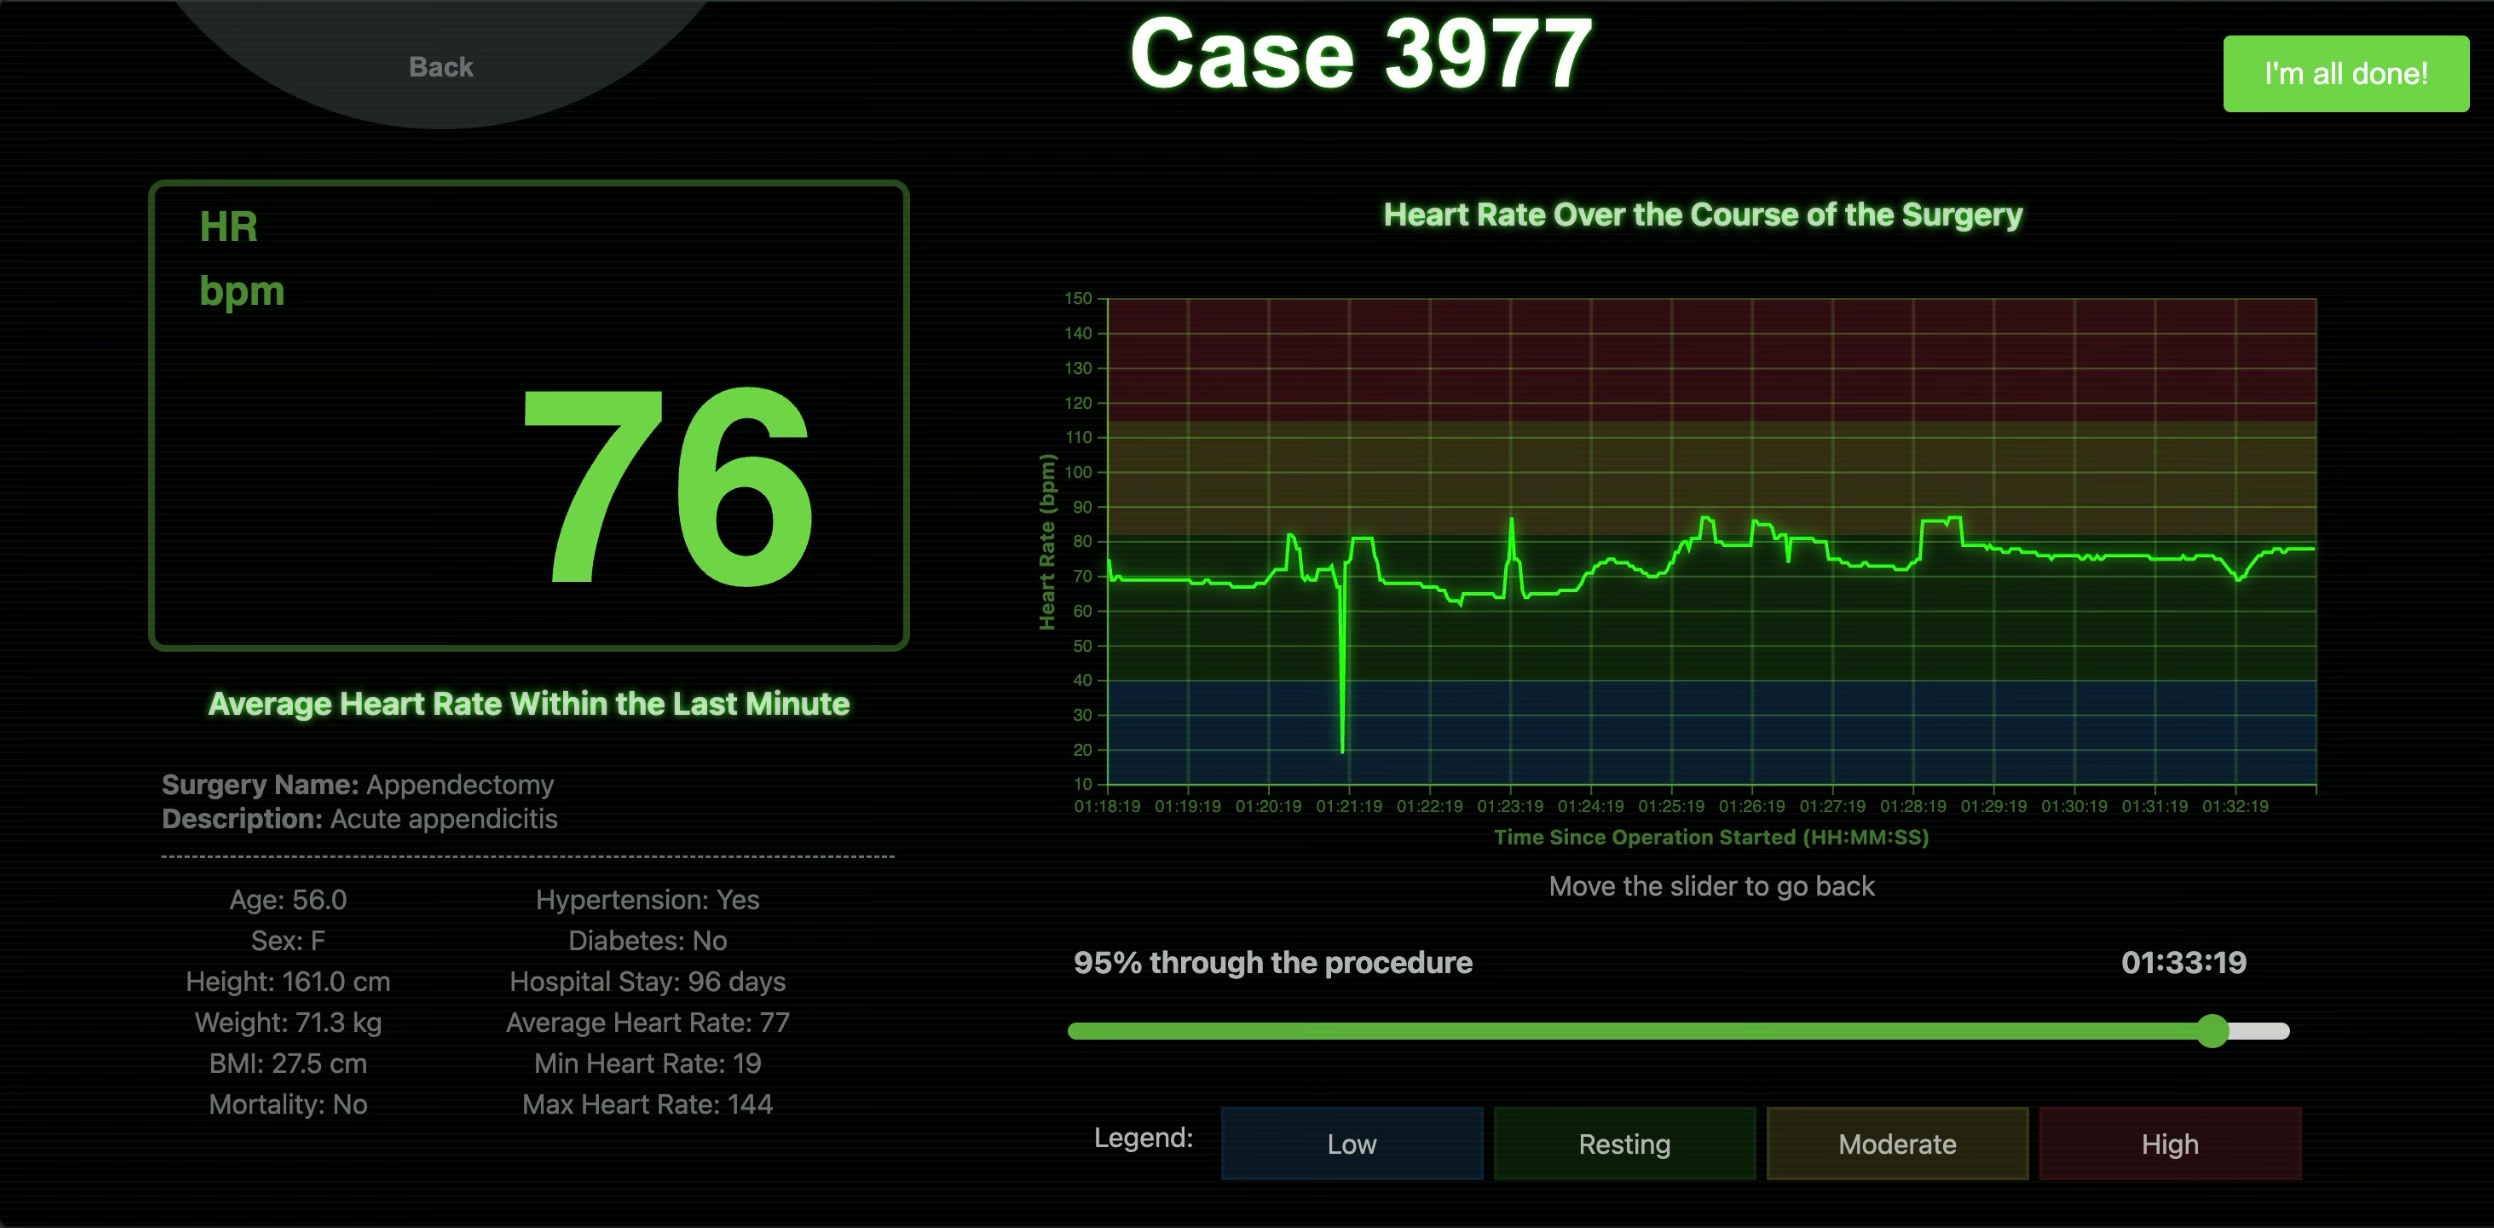 Back
Case 3977
I'm all done!
HR
bpm
76
Average Heart Rate Within the Last Minute
Surgery Name: Appendectomy
Description: Acute appendicitis
Age: 56.0
Sex: F
Height: 161.0 cm
Weight: 71.3 kg
BMI: 27.5 cm
Mortality: No
Hypertension: Yes
Diabetes: No
Hospital Stay: 96 days
Average Heart Rate: 77
Min Heart Rate: 19
Max Heart Rate: 144
Heart Rate Over the Course of the Surgery
Heart Rate (bpm)
150
140
130
120
110
100
90
80
70
60
50
40
30
20
10
01:18:19 01:19:19 01:20:19 01:21:19 01:22:19 01:23:19 01:24:19 01:25:19 01:26:19 01:27:19 01:28:19 01:29:19 01:30:19 01:31:19 01:32:19
Time Since Operation Started (HH:MM:SS)
Move the slider to go back
95% through the procedure
01:33:19
Legend:
Low
Resting
Moderate
High